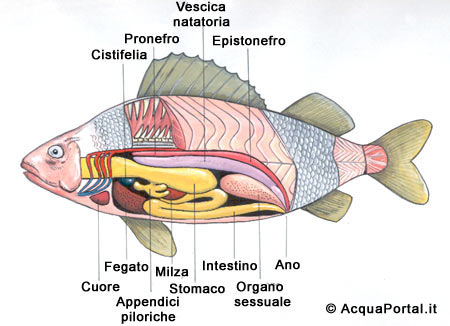 Vescica
natatoria
Pronefro
Epistonefro
Cistifelia
Fegato
Milza
Intestino
Ano
Cuore
Stomaco
Organo
sessuale
Appendici
piloriche
© AcquaPortal.it